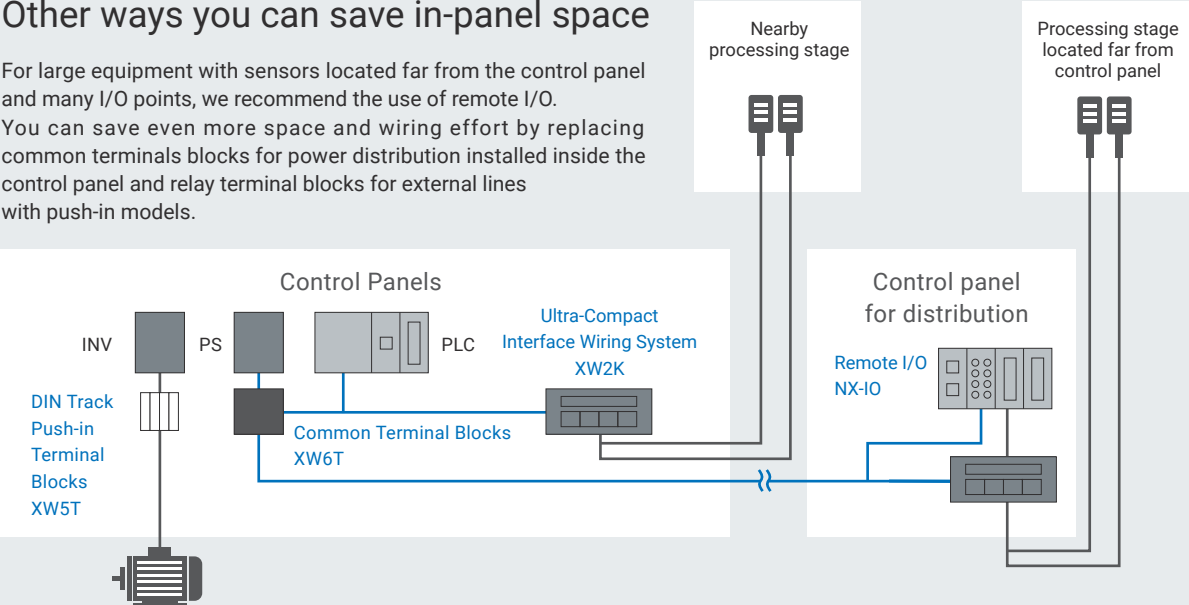 Other ways you can save in-panel space
For large equipment with sensors located far from the control panel
and many I/O points, we recommend the use of remote I/O.
You can save even more space and wiring effort by replacing
common terminals blocks for power distribution installed inside the
control panel and relay terminal blocks for external lines
with push-in models.
Nearby
processing stage
Processing stage
located far from
control panel
Control Panels
INV
PS
PLC
Ultra-Compact
Interface Wiring System
XW2K
DIN Track
Push-in
Terminal
Blocks
XW5T
Common Terminal Blocks
XW6T
Control panel
for distribution
Remote I/O
NX-IO